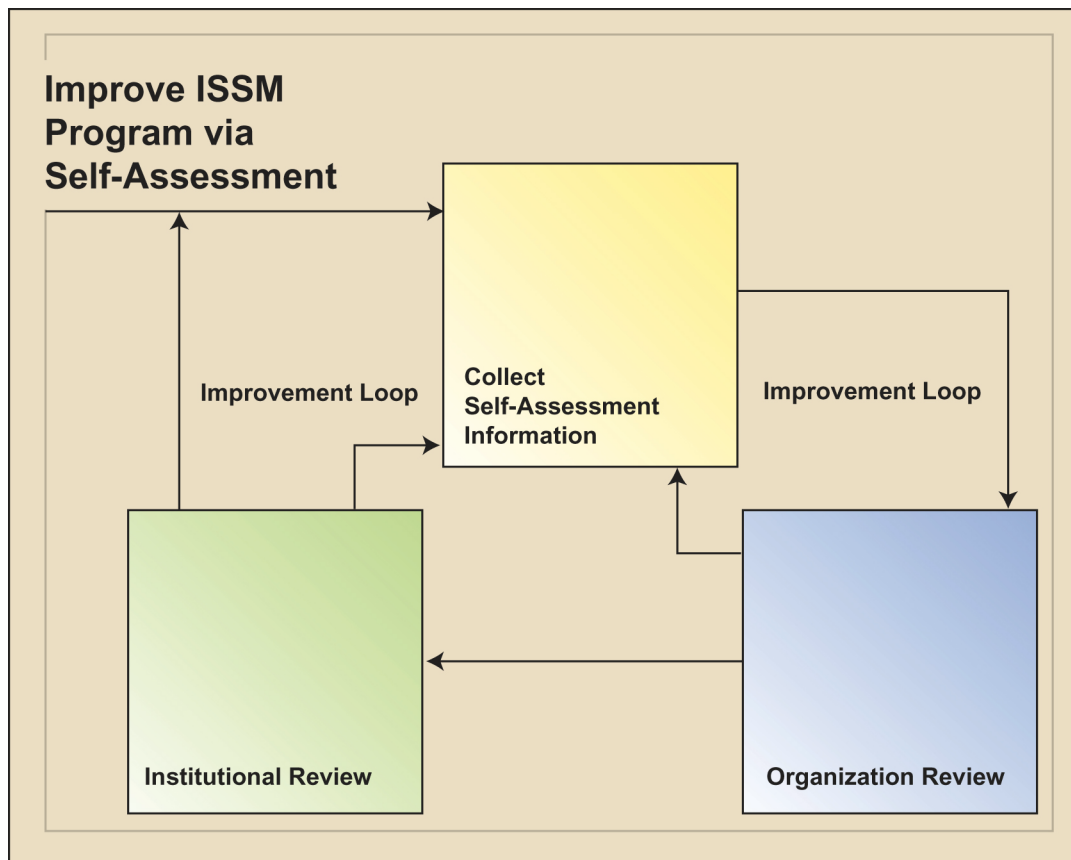 Improve ISSM
Program via
Self-Assessment
Improvement Loop
Collect
Self-Assessment
Information
Improvement Loop
Institutional Review
Organization Review